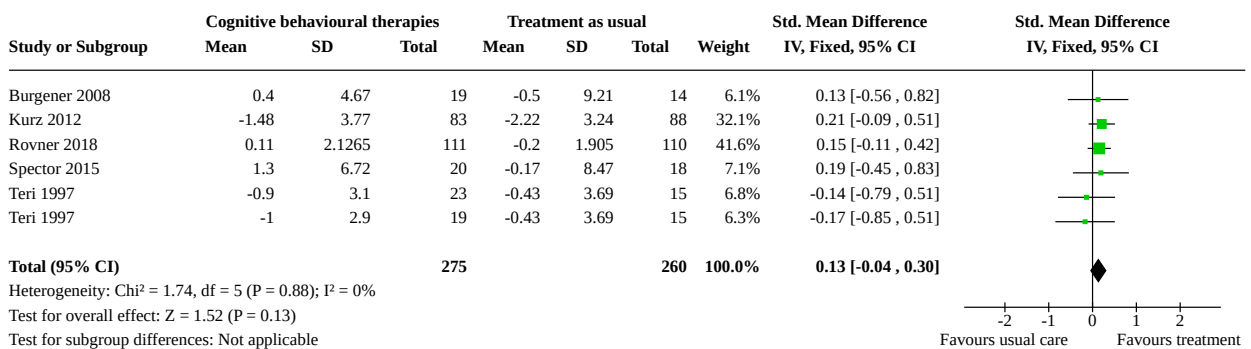 Cognitive behavioural therapies Treatment as usual Std. Mean Difference Std. Mean Difference
Study or Subgroup Mean SD Total Mean SD Total Weight IV, Fixed, 95% CI IV, Fixed, 95% CI
Burgener 2008 0.4 4.67 19 -0.5 9.21 14 6.1% 0.13 [-0.56 , 0.82]
Kurz 2012 -1.48 3.77 83 -2.22 3.24 88 32.1% 0.21 [-0.09 , 0.51]
Rovner 2018 0.11 2.1265 111 -0.2 1.905 110 41.6% 0.15 [-0.11 , 0.42]
Spector 2015 1.3 6.72 20 -0.17 8.47 18 7.1% 0.19 [-0.45 , 0.83]
Teri 1997 -0.9 3.1 23 -0.43 3.69 15 6.8% -0.14 [-0.79 , 0.51]
Teri 1997 -1 2.9 19 -0.43 3.69 15 6.3% -0.17 [-0.85 , 0.51]
Total (95% CI) 275 260 100.0% 0.13 [-0.04 , 0.30]
Heterogeneity: Chi² = 1.74, df = 5 (P = 0.88); I² = 0%
Test for overall effect: Z = 1.52 (P = 0.13) -2 -1 0 1 2
Test for subgroup differences: Not applicable Favours usual care Favours treatment